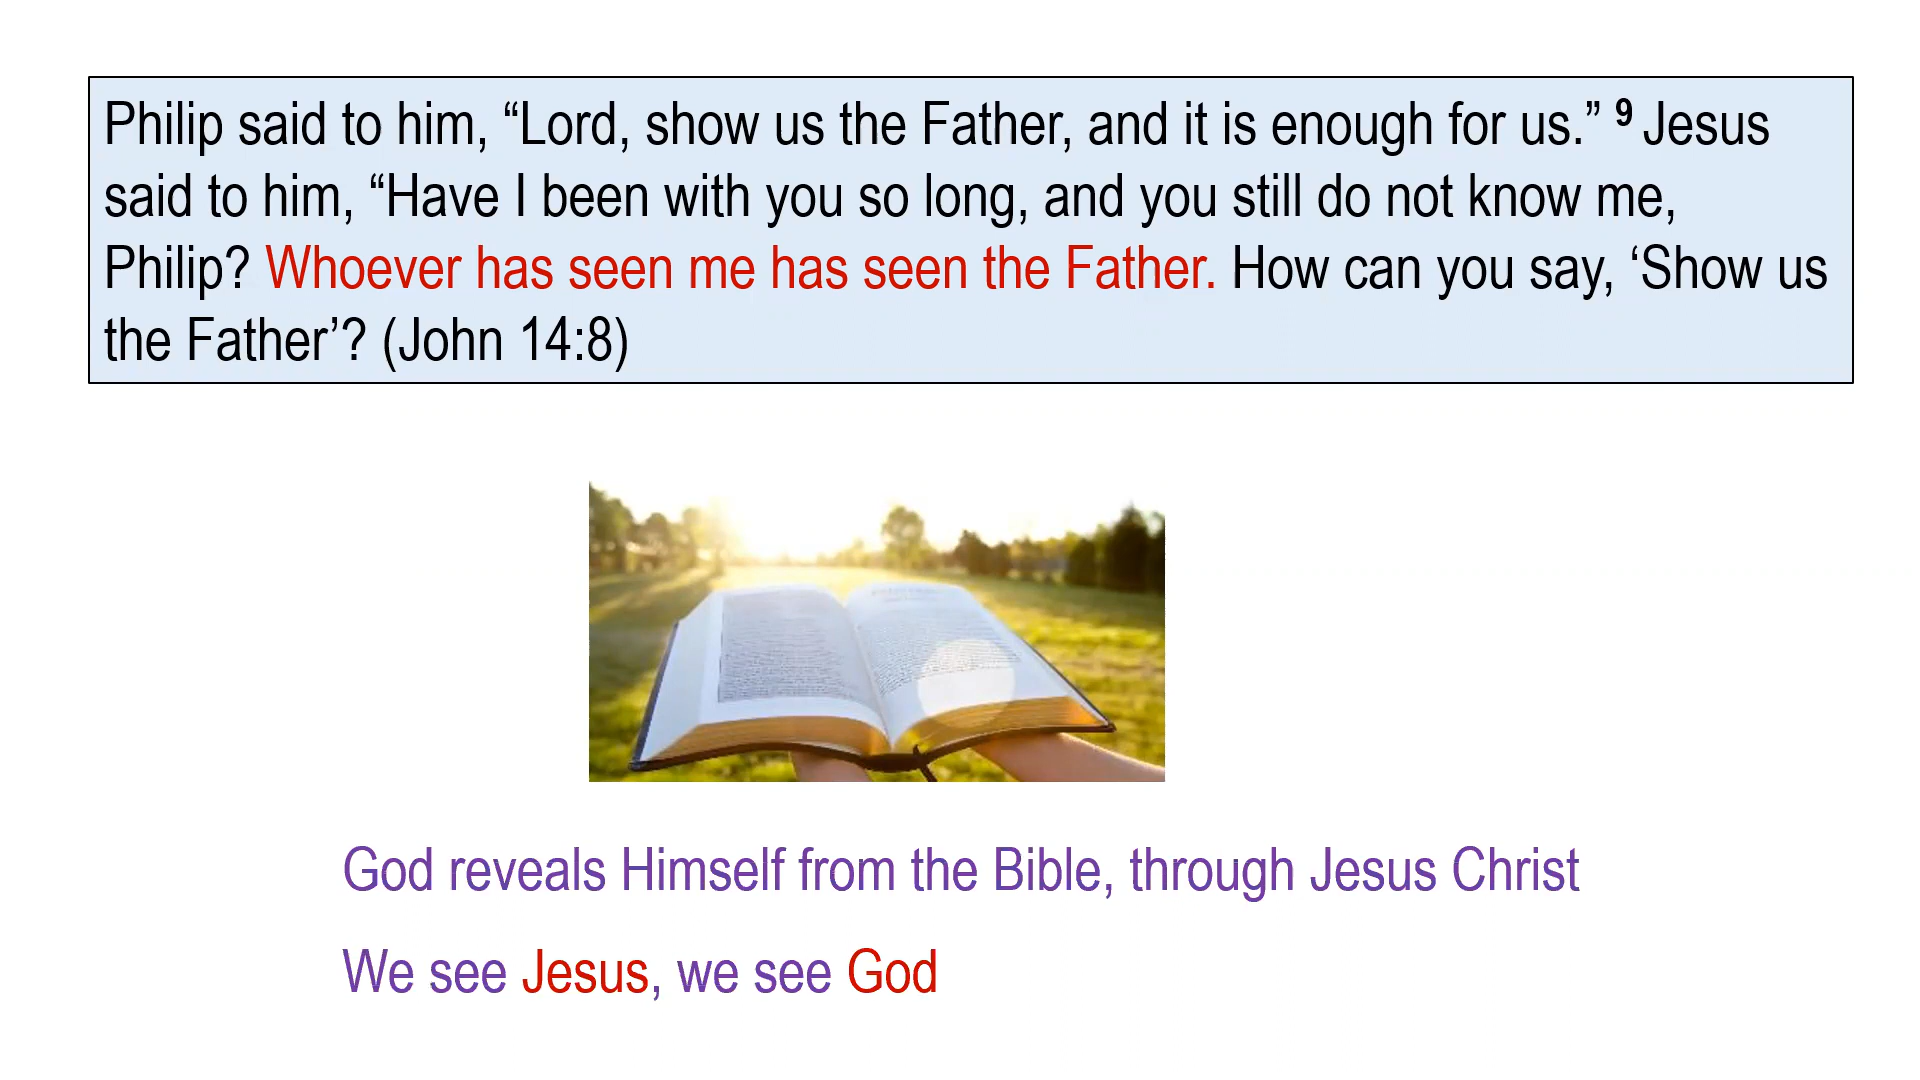 Philip said to him, “Lord, show us the Father, and it is enough for us.” 9 Jesus
said to him, “Have I been with you so long, and you still do not know me,
Philip? Whoever has seen me has seen the Father. How can you say, ‘Show us
the Father’? (John 14:8)
God reveals Himself from the Bible, through Jesus Christ
We see Jesus, we see God